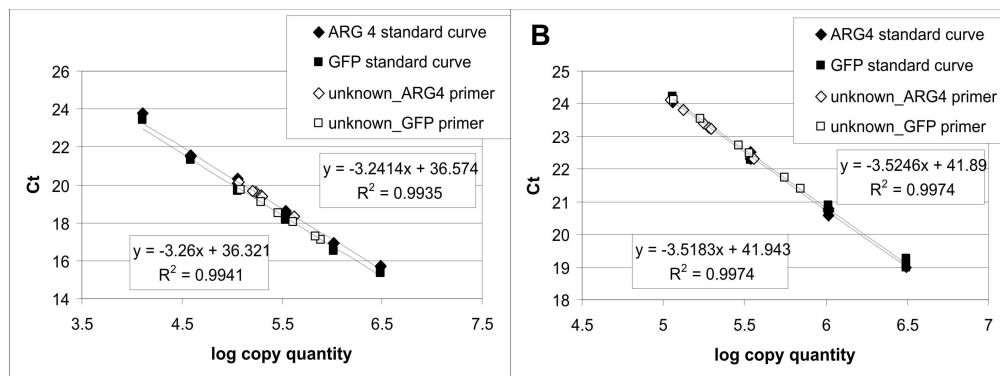 ARG 4 standard curve
GFP standard curve
unknown_ARG4 primer
unknown_GFP primer
26
24
22
20
18
16
14
Ct
y = -3.2414x + 36.574
R² = 0.9935
y = -3.26x + 36.321
R² = 0.9941
3.5
4.5
5.5
6.5
7.5
log copy quantity
B
ARG4 standard curve
GFP standard curve
unknown_ARG4 primer
unknown_GFP primer
25
24
23
22
21
20
19
18
Ct
y = -3.5246x + 41.89
R² = 0.9974
y = -3.5183x + 41.943
R² = 0.9974
4.5
5
5.5
6
6.5
7
log copy quantity